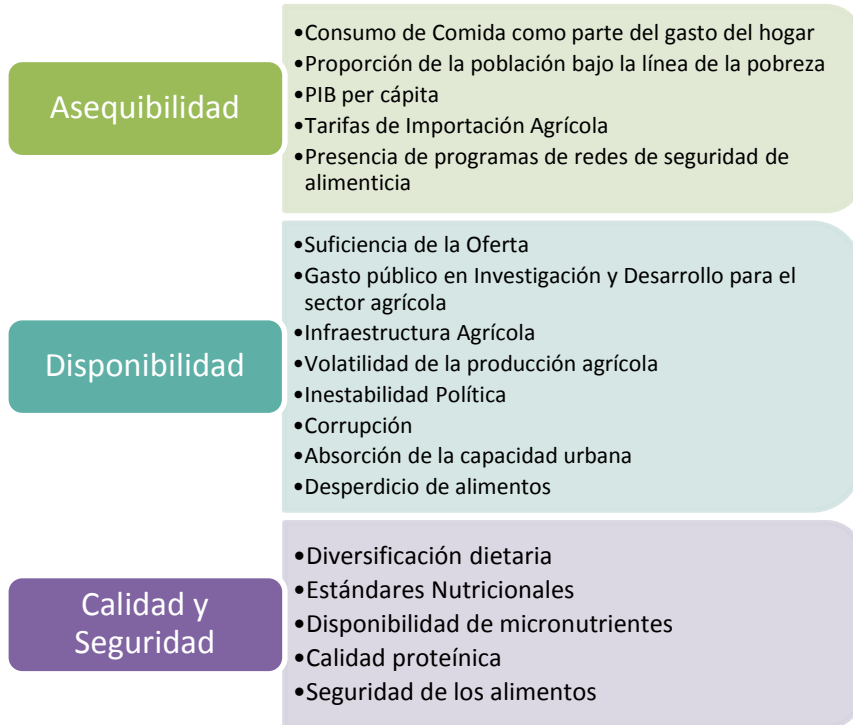 Asequibilidad
•Consumo de Comida como parte del gasto del hogar
•Proporción de la población bajo la línea de la pobreza
•PIB per cápita
•Tarifas de Importación Agrícola
•Presencia de programas de redes de seguridad de
alimenticia
Disponibilidad
•Suficiencia de la Oferta
•Gasto público en Investigación y Desarrollo para el
sector agrícola
•Infraestructura Agrícola
•Volatilidad de la producción agrícola
•Inestabilidad Política
•Corrupción
•Absorción de la capacidad urbana
•Desperdicio de alimentos
Calidad y
Seguridad
•Diversificación dietaria
•Estándares Nutricionales
•Disponibilidad de micronutrientes
•Calidad proteínica
•Seguridad de los alimentos